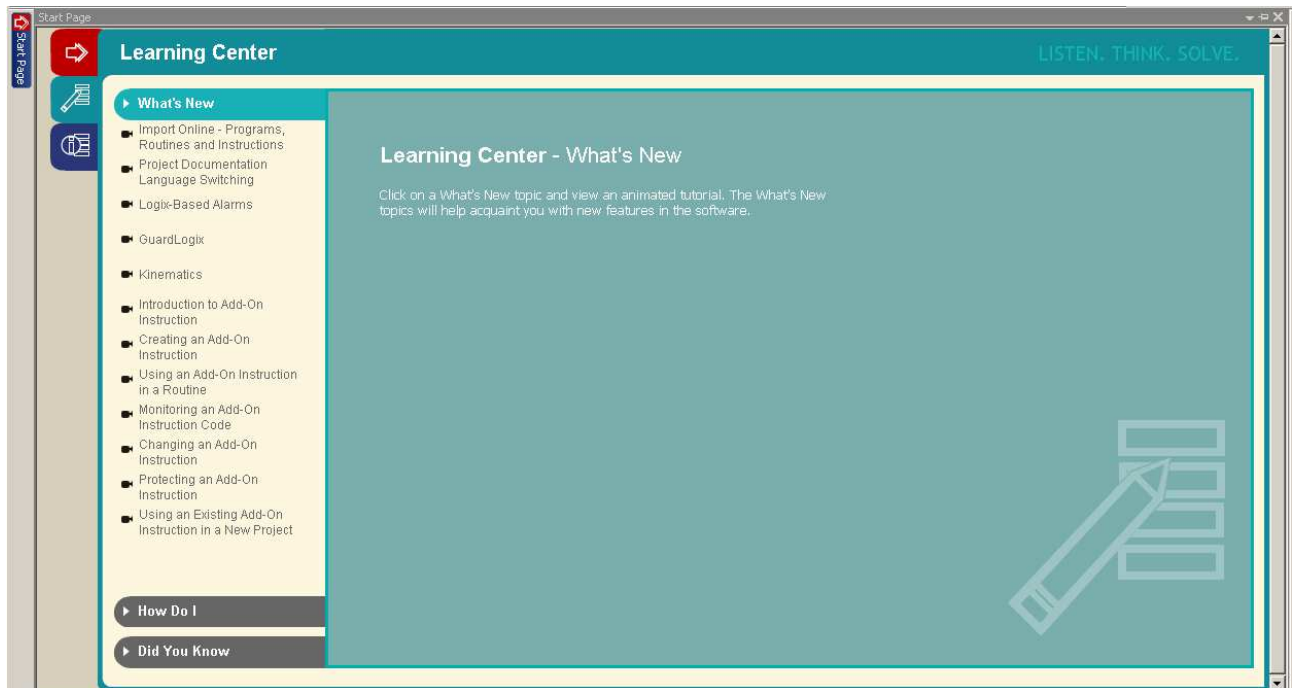 Start Page
Start Page
Learning Center
LISTEN. THINK. SOLVE.
What's New
Import Online - Programs,
Routines and Instructions
Project Documentation
Language Switching
Logix-Based Alarms
GuardLogix
Kinematics
Introduction to Add-On
Instruction
Creating an Add-On
Instruction
Using an Add-On Instruction
in a Routine
Monitoring an Add-On
Instruction Code
Changing an Add-On
Instruction
Protecting an Add-On
Instruction
Using an Existing Add-On
Instruction in a New Project
How Do I
Did You Know
Learning Center - What's New
Click on a What's New topic and view an animated tutorial. The What's New
topics will help acquaint you with new features in the software.